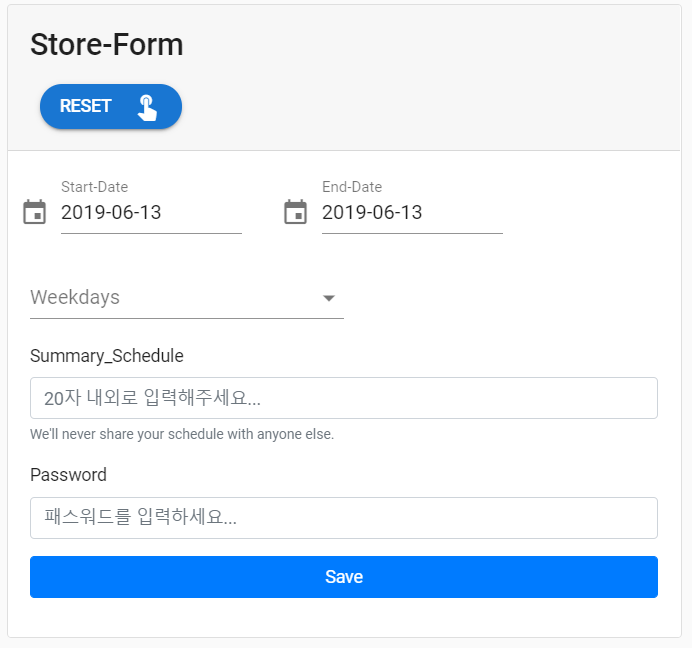 Store-Form
RESET
Start-Date
End-Date
2019-06-13
2019-06-13
Weekdays
Summary_Schedule
20자 내외로 입력해주세요...
We'll never share your schedule with anyone else.
Password
패스워드를 입력하세요...
Save